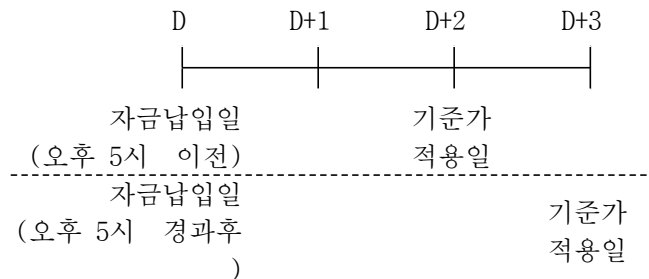 D D+1 D+2 D+3
자금납입일 기준가
(오후 5시 이전) 적용일
자금납입일
(오후 5시 경과후
)
기준가
적용일